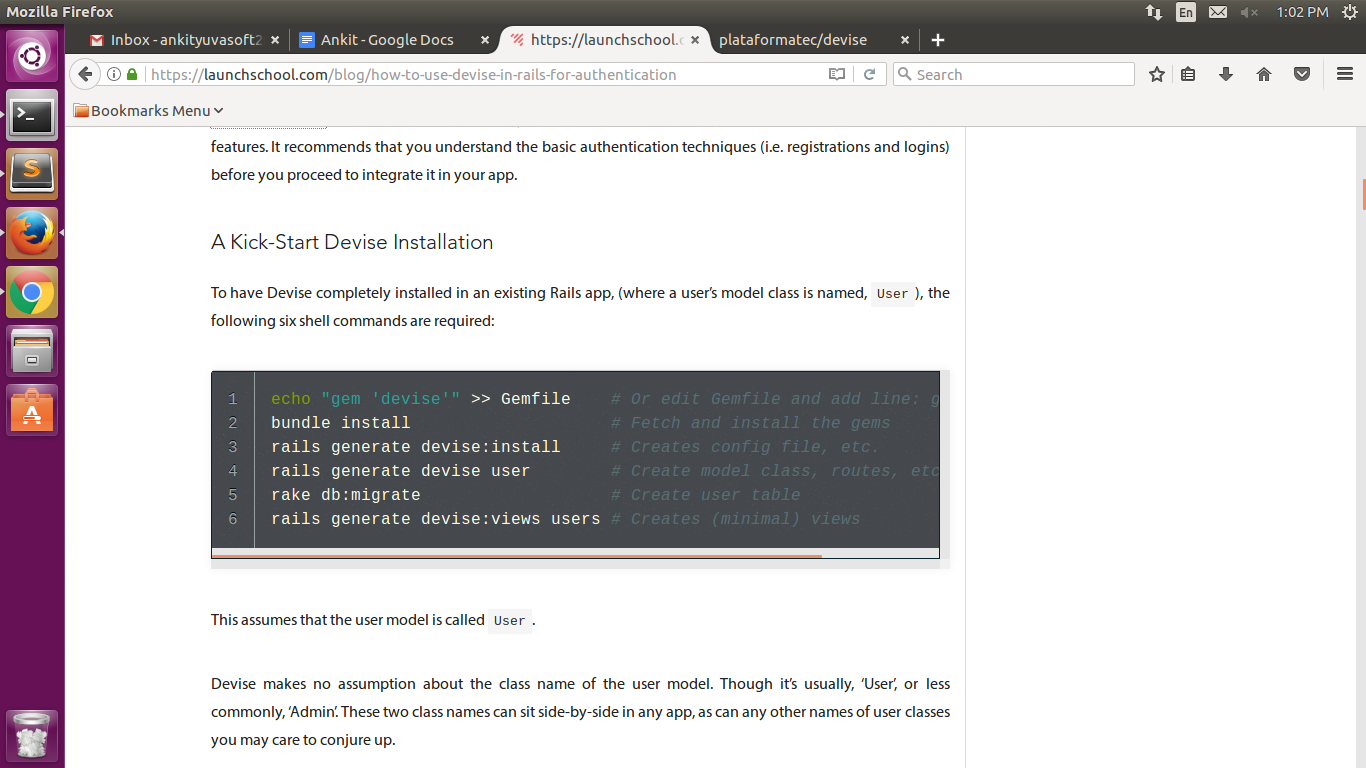 Mozilla Firefox
En
1:02 PM
Inbox - ankityuvasoft2
Ankit - Google Docs
https://launchschool.c
plataformatec/devise
https://launchschool.com/blog/how-to-use-devise-in-rails-for-authentication
Search
Bookmarks Menu
features. It recommends that you understand the basic authentication techniques (i.e. registrations and logins)
before you proceed to integrate it in your app.
A Kick-Start Devise Installation
To have Devise completely installed in an existing Rails app, (where a user's model class is named, User ), the
following six shell commands are required:
1 echo "gem 'devise'" >> Gemfile # Or edit Gemfile and add line: g
2 bundle install # Fetch and install the gems
3 rails generate devise:install # Creates config file, etc.
4 rails generate devise user # Create model class, routes, etc
5 rake db:migrate # Create user table
6 rails generate devise:views users # Creates (minimal) views
This assumes that the user model is called User .
Devise makes no assumption about the class name of the user model. Though it's usually, ‘User’, or less
commonly, ‘Admin’. These two class names can sit side-by-side in any app, as can any other names of user classes
you may care to conjure up.